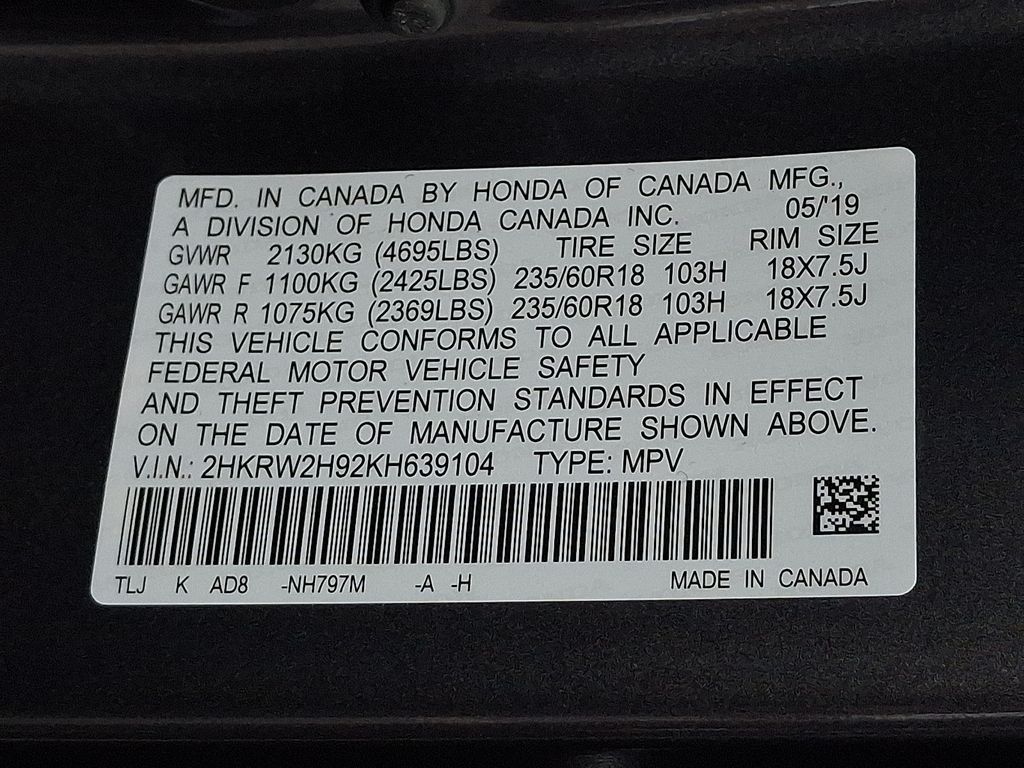 MFD. IN CANADA BY HONDA OF CANADA MFG.,
A DIVISION OF HONDA CANADA INC. 05/'19
GVWR 2130KG (4695LBS) TIRE SIZE RIM SIZE
GAWR F 1100KG (2425LBS) 235/60R18 103H 18X7.5J
GAWR R 1075KG (2369LBS) 235/60R18 103H 18X7.5J
THIS VEHICLE CONFORMS TO ALL APPLICABLE
FEDERAL MOTOR VEHICLE SAFETY
AND THEFT PREVENTION STANDARDS IN EFFECT
ON THE DATE OF MANUFACTURE SHOWN ABOVE.
V.I.N.: 2HKRW2H92KH639104 TYPE: MPV
TLJ K AD8 -NH797M -A -H MADE IN CANADA